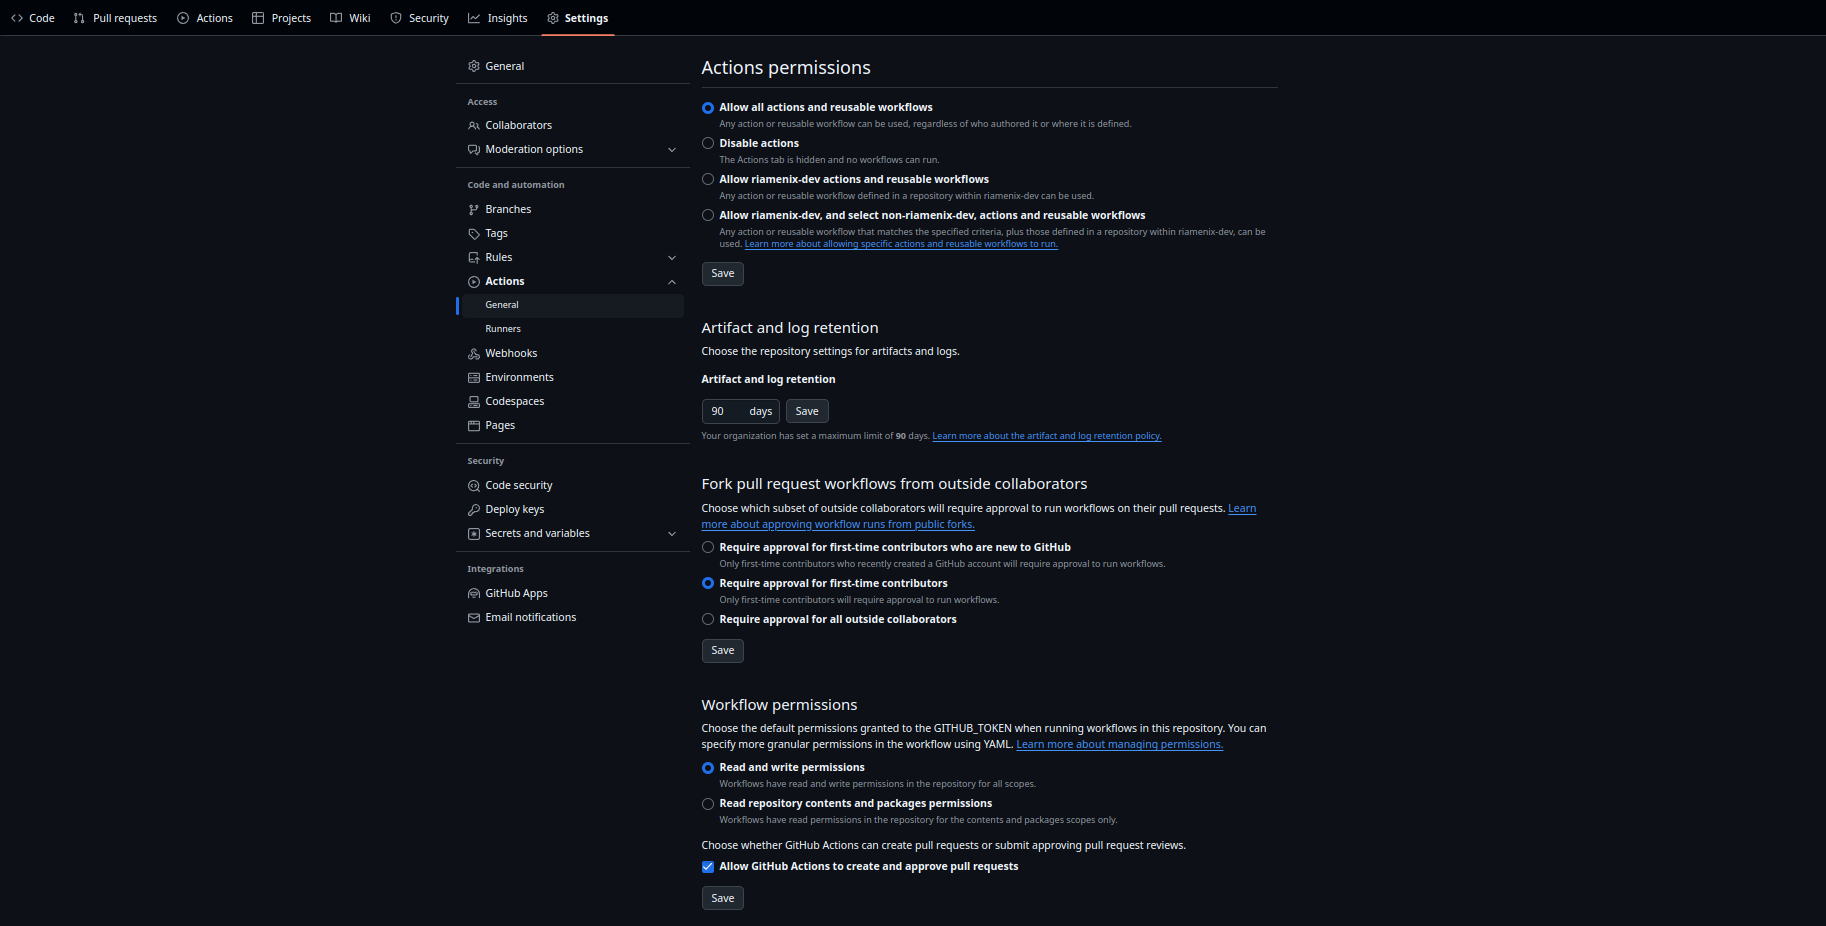 Code
Pull requests
Actions
Projects
Wiki
Security
Insights
Settings
General
Access
Collaborators
Moderation options
Code and automation
Branches
Tags
Rules
Actions
General
Runners
Webhooks
Environments
Codespaces
Pages
Security
Code security
Deploy keys
Secrets and variables
Integrations
GitHub Apps
Email notifications
Actions permissions
Allow all actions and reusable workflows
Any action or reusable workflow can be used, regardless of who authored it or where it is defined.
Disable actions
The Actions tab is hidden and no workflows can run.
Allow riamenix-dev actions and reusable workflows
Any action or reusable workflow defined in a repository within riamenix-dev can be used.
Allow riamenix-dev, and select non-riamenix-dev, actions and reusable workflows
Any action or reusable workflow that matches the specified criteria, plus those defined in a repository within riamenix-dev, can be
used. Learn more about allowing specific actions and reusable workflows to run.
Save
Artifact and log retention
Choose the repository settings for artifacts and logs.
Artifact and log retention
90 days Save
Your organization has set a maximum limit of 90 days. Learn more about the artifact and log retention policy.
Fork pull request workflows from outside collaborators
Choose which subset of outside collaborators will require approval to run workflows on their pull requests. Learn
more about approving workflow runs from public forks.
Require approval for first-time contributors who are new to GitHub
Only first-time contributors who recently created a GitHub account will require approval to run workflows.
Require approval for first-time contributors
Only first-time contributors will require approval to run workflows.
Require approval for all outside collaborators
Save
Workflow permissions
Choose the default permissions granted to the GITHUB_TOKEN when running workflows in this repository. You can
specify more granular permissions in the workflow using YAML. Learn more about managing permissions.
Read and write permissions
Workflows have read and write permissions in the repository for all scopes.
Read repository contents and packages permissions
Workflows have read permissions in the repository for the contents and packages scopes only.
Choose whether GitHub Actions can create pull requests or submit approving pull request reviews.
Allow GitHub Actions to create and approve pull requests
Save